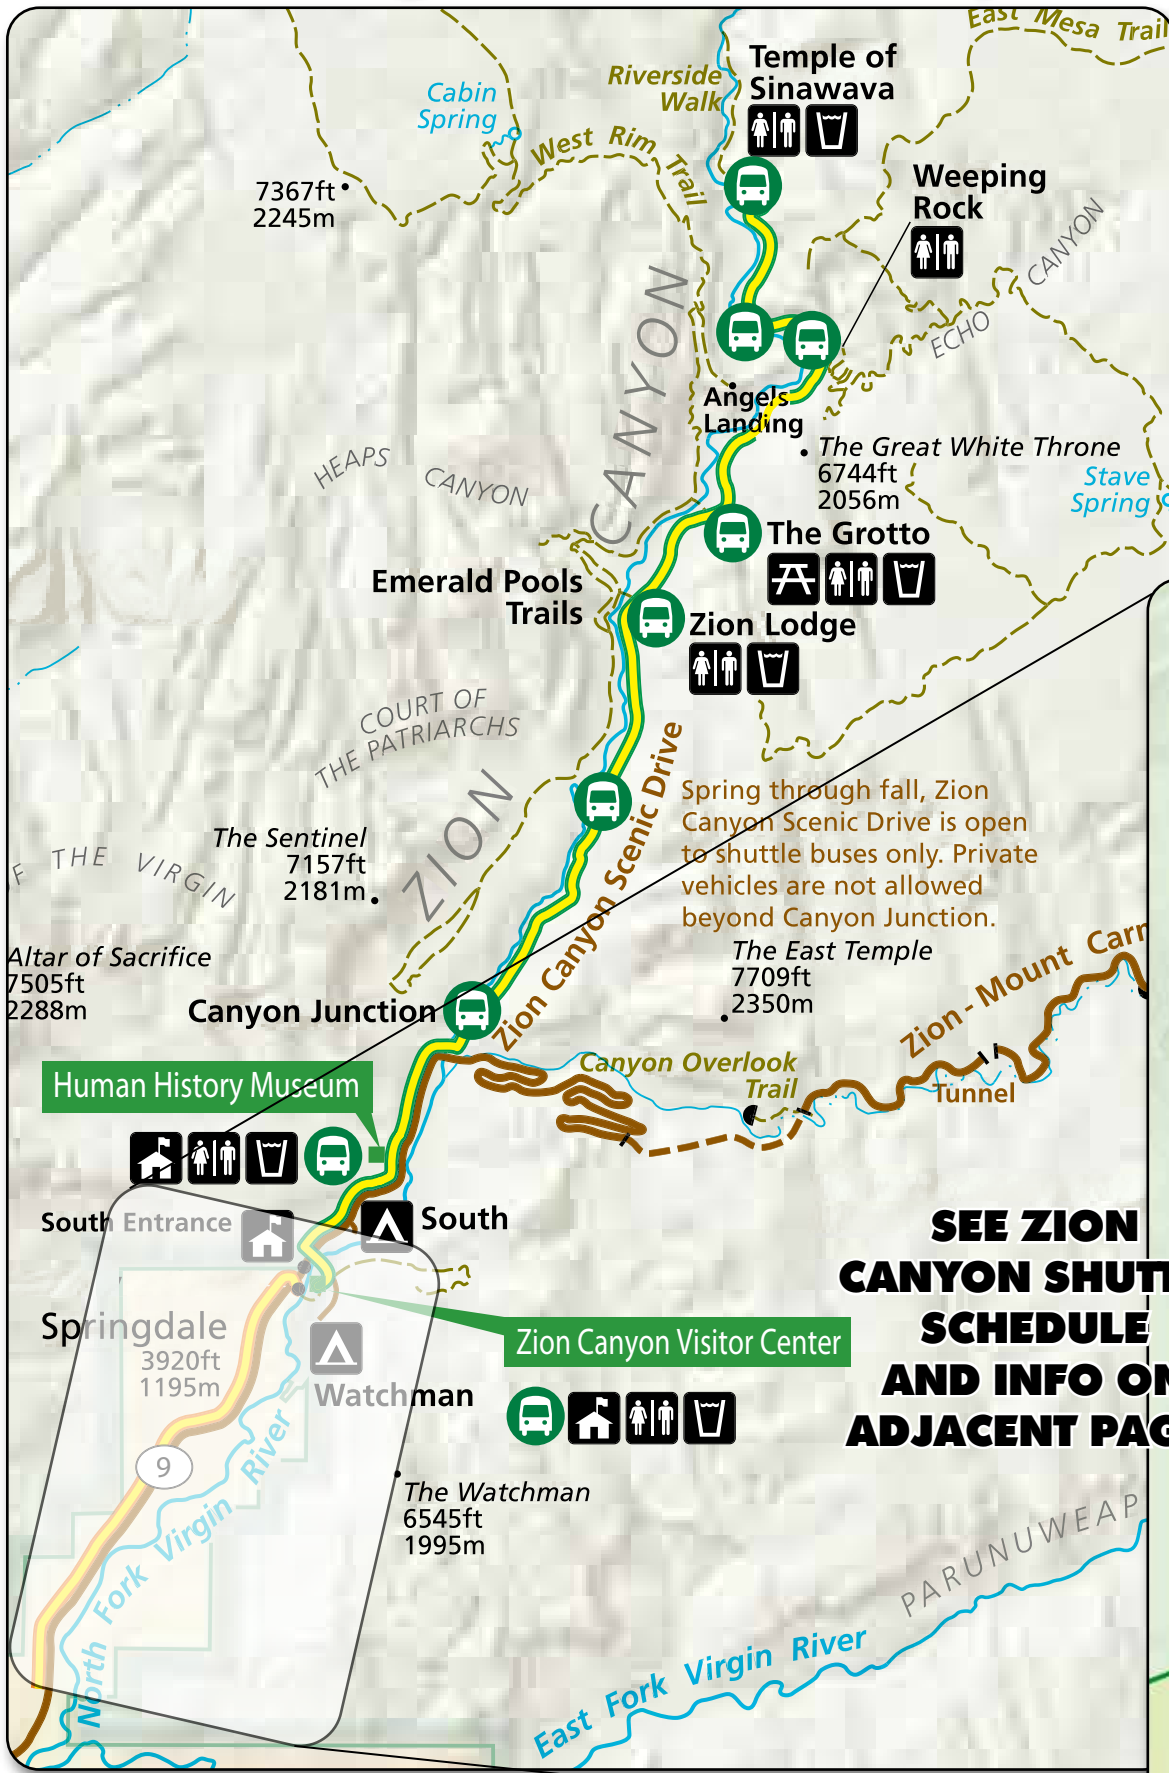 East Mesa Trail
Temple of
Sinawava
Riverside
Walk
Cabin
Spring
West Rim Trail
Weeping
Rock
7367ft
2245m
CANYON
ECHO
CANYON
Angels
Landing
The Great White Throne
6744ft
2056m
HEAPS CANYON
Stave
Spring
The Grotto
Emerald Pools
Trails
Zion Lodge
COURT OF
THE PATRIARCHS
ZION
Zion Canyon Scenic Drive
Spring through fall, Zion
Canyon Scenic Drive is open
to shuttle buses only. Private
vehicles are not allowed
beyond Canyon Junction.
The Sentinel
7157ft
2181m
OF THE VIRGIN
Altar of Sacrifice
7505ft
2288m
The East Temple
7709ft
2350m
Canyon Junction
Zion - Mount Carm
Canyon Overlook
Trail
Tunnel
Human History Museum
South Entrance
South
SEE ZION
CANYON SHUTT
SCHEDULE
AND INFO ON
ADJACENT PAG
Springdale
3920ft
1195m
Zion Canyon Visitor Center
Watchman
9
The Watchman
6545ft
1995m
North Fork Virgin River
PARUNUWEAP
East Fork Virgin River